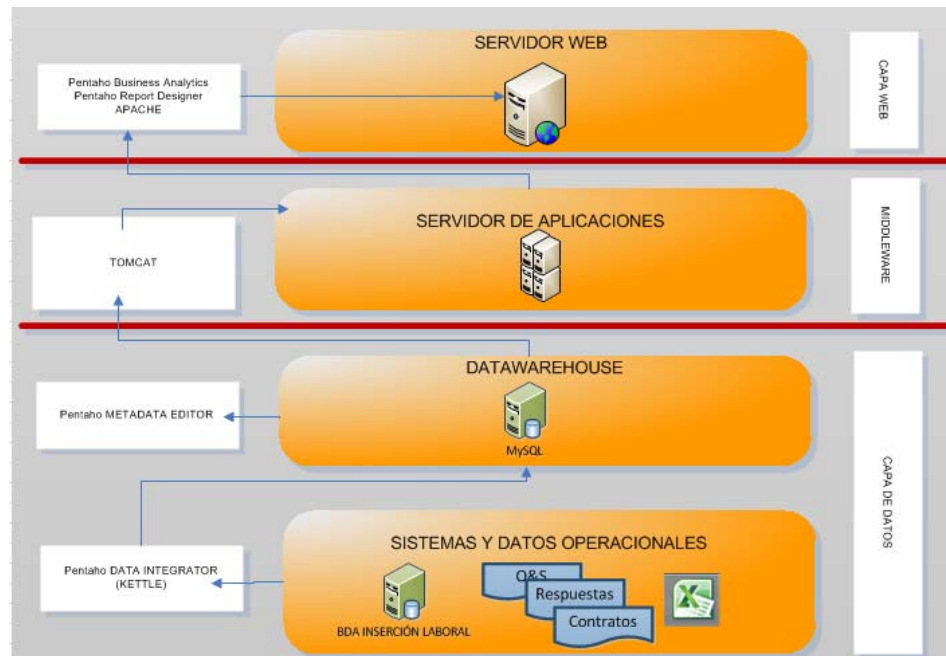 SERVIDOR WEB
Pentaho Business Analytics
Pentaho Report Designer
APACHE
CAPA WEB
SERVIDOR DE APLICACIONES
TOMCAT
MIDDLEWARE
DATAWAREHOUSE
Pentaho METADATA EDITOR
MySQL
CAPA DE DATOS
SISTEMAS Y DATOS OPERACIONALES
Pentaho DATA INTEGRATOR
(KETTLE)
Q&S
Respuestas
Contratos
BDA INSERCIÓN LABORAL